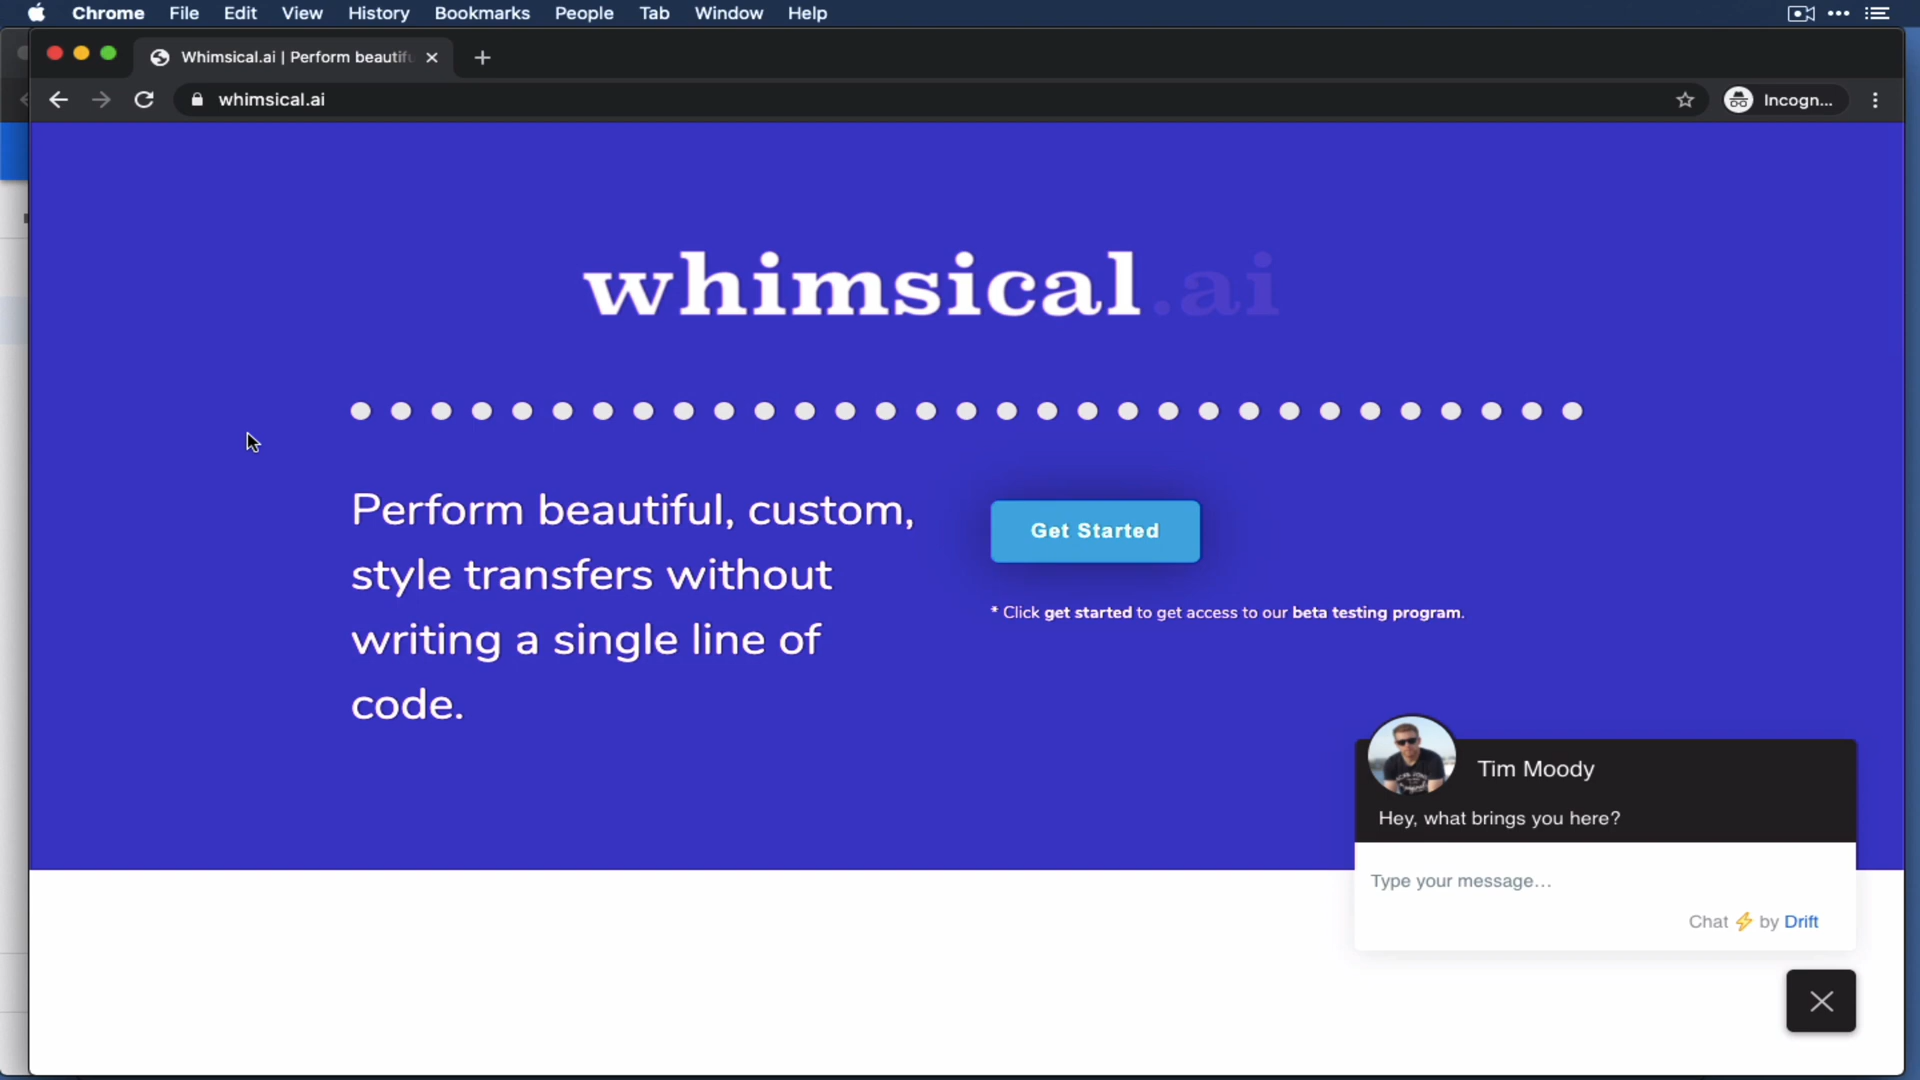 Chrome File Edit View History Bookmarks People Tab Window Help
Whimsical.ai | Perform beautif
whimsical.ai
Incogn...
whimsical.ai
Perform beautiful, custom,
style transfers without
writing a single line of
code.
Get Started
* Click get started to get access to our beta testing program.
Tim Moody
Hey, what brings you here?
Type your message...
Chat ⚡ by Drift